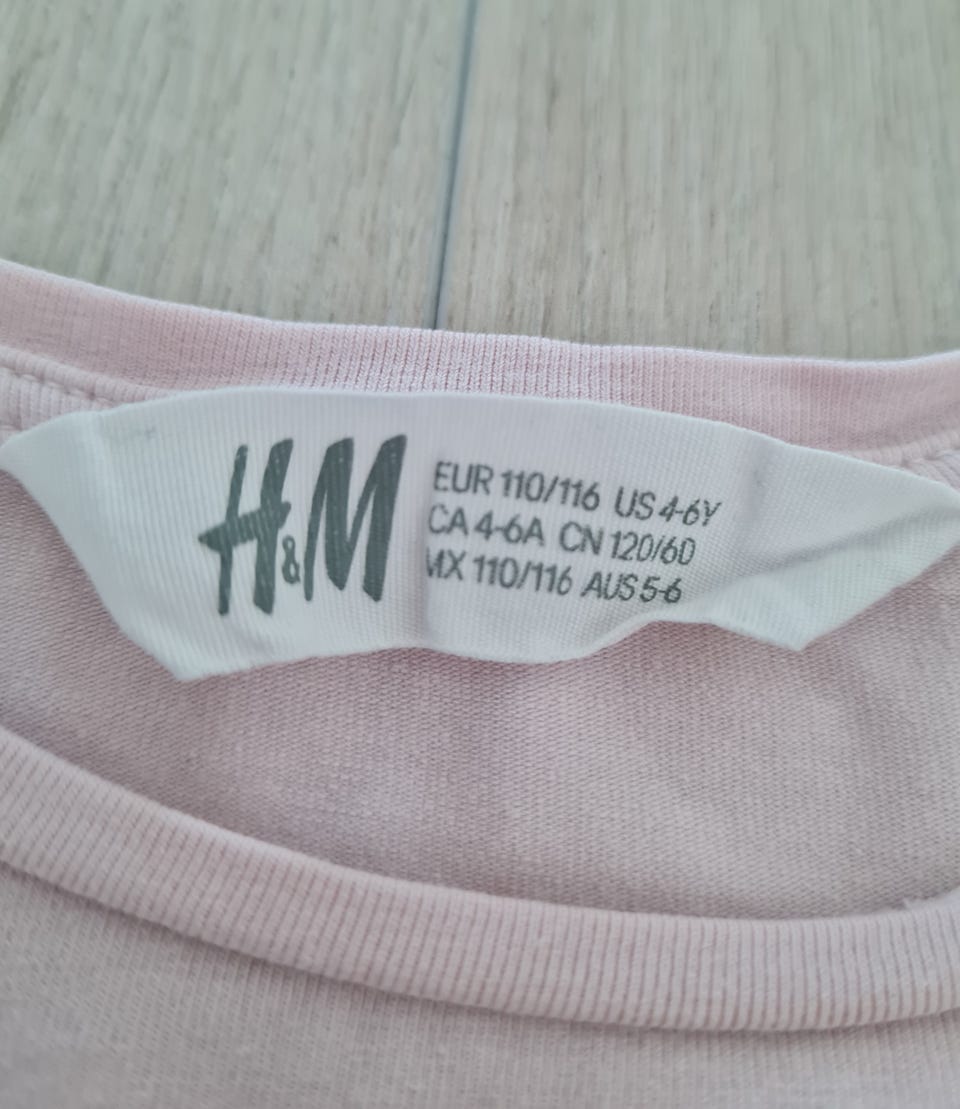 H&M
EUR 110/116 US 4-6Y
CA 4-6A CN 120/60
MX 110/116 AUS 5-6